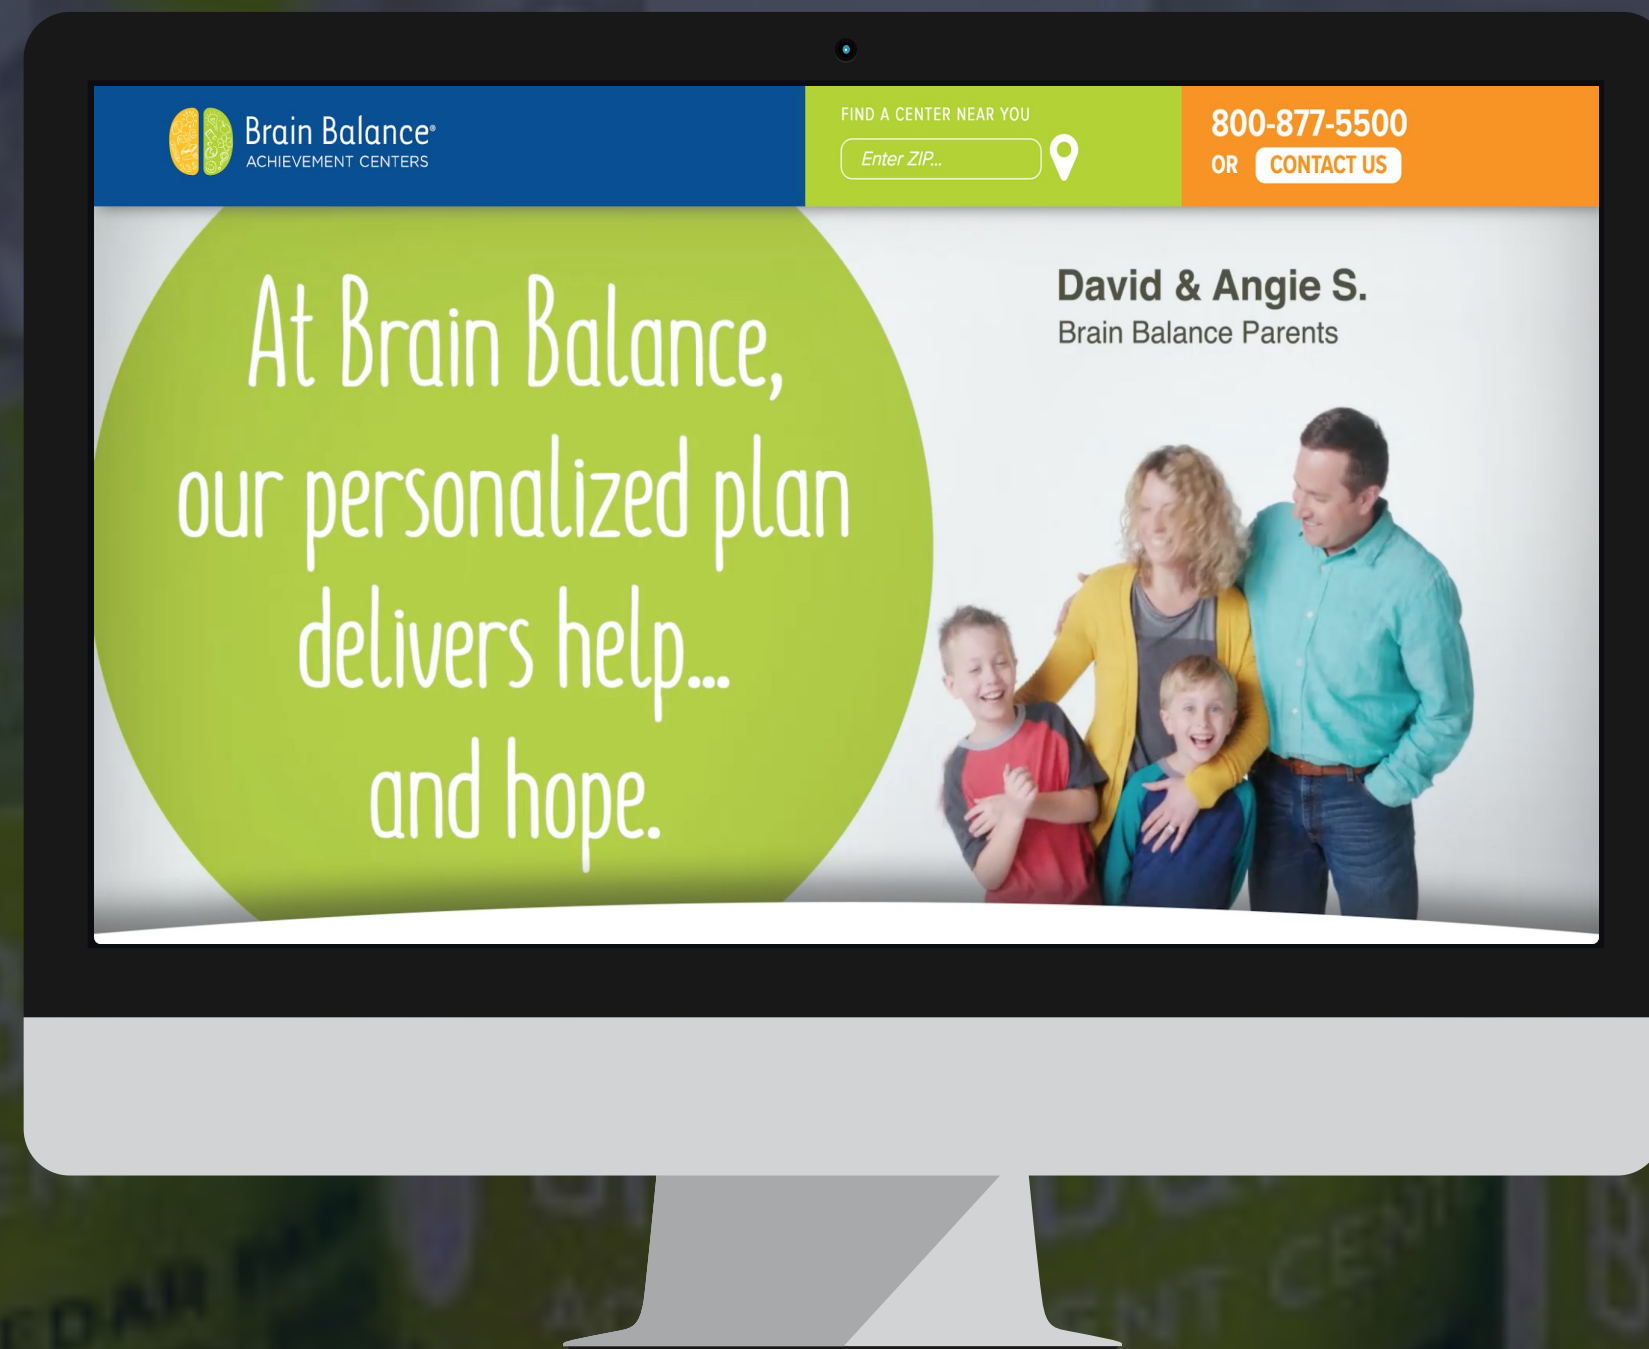 Brain Balance®
ACHIEVEMENT CENTERS
FIND A CENTER NEAR YOU
Enter ZIP...
800-877-5500
OR CONTACT US
At Brain Balance,
our personalized plan
delivers help...
and hope.
David & Angie S.
Brain Balance Parents